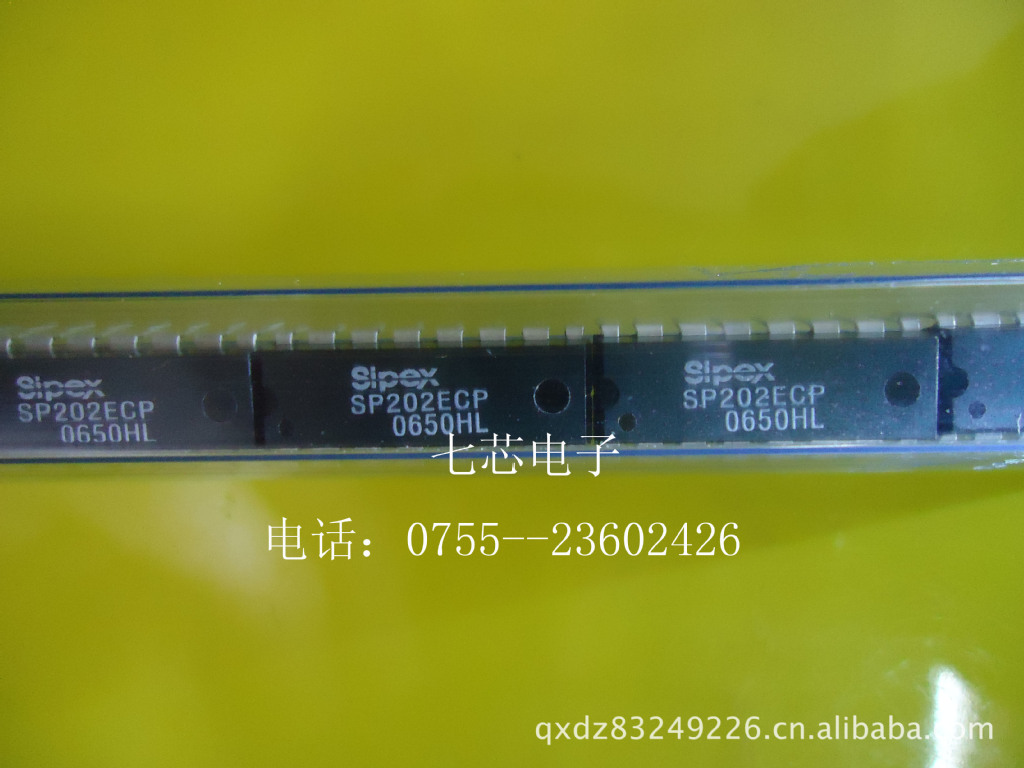 Sipex
SP202ECP
0650HL
Sipex
SP202ECP
0650HL
Sipex
SP202ECP
0650HL
七芯电子
电话：0755--23602426
qxdz83249226.cn.alibaba.com